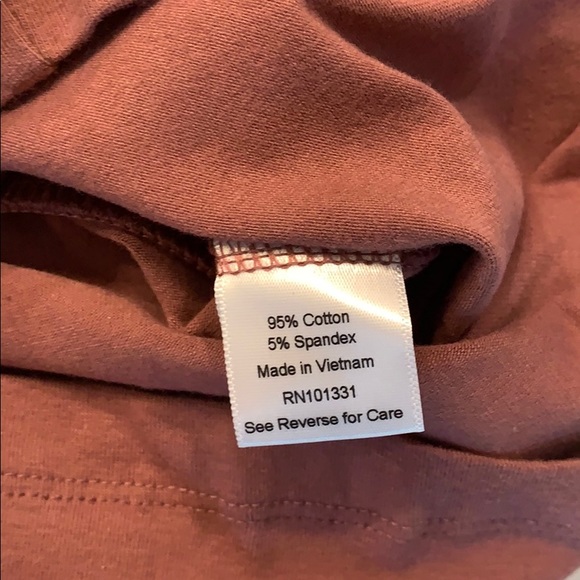 95% Cotton
5% Spandex
Made in Vietnam
RN101331
See Reverse for Care